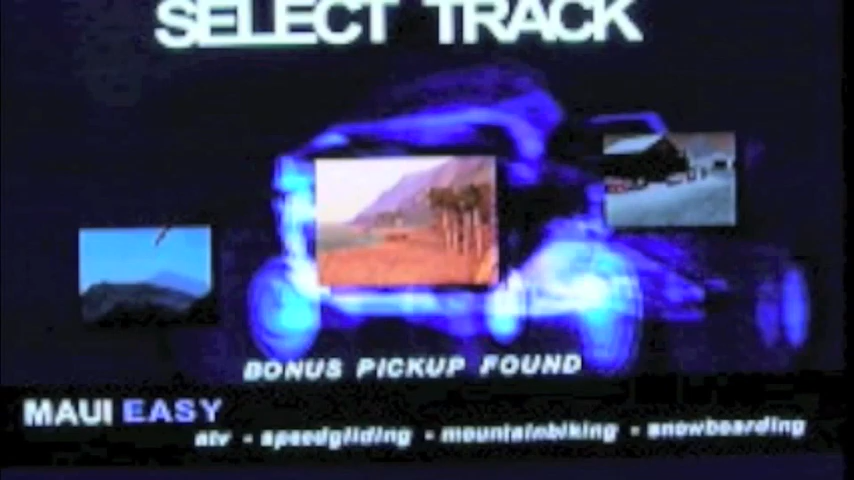 SELECT TRACK
BONUS PICKUP FOUND
MAUI EASY
atv - speedgliding - mountainbiking - snowboarding